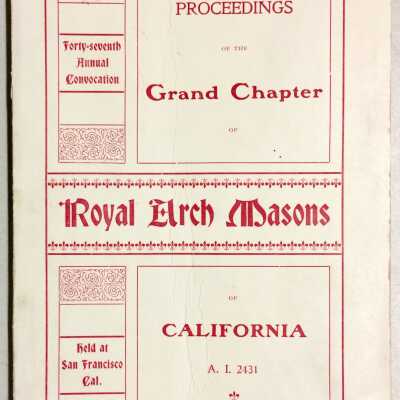 PROCEEDINGS
OF THE
Grand Chapter
OF
Forty-seventh
Annual
Convocation
Royal Arch Masons
OF
CALIFORNIA
A. I. 2431
Held at
San Francisco
Cal.